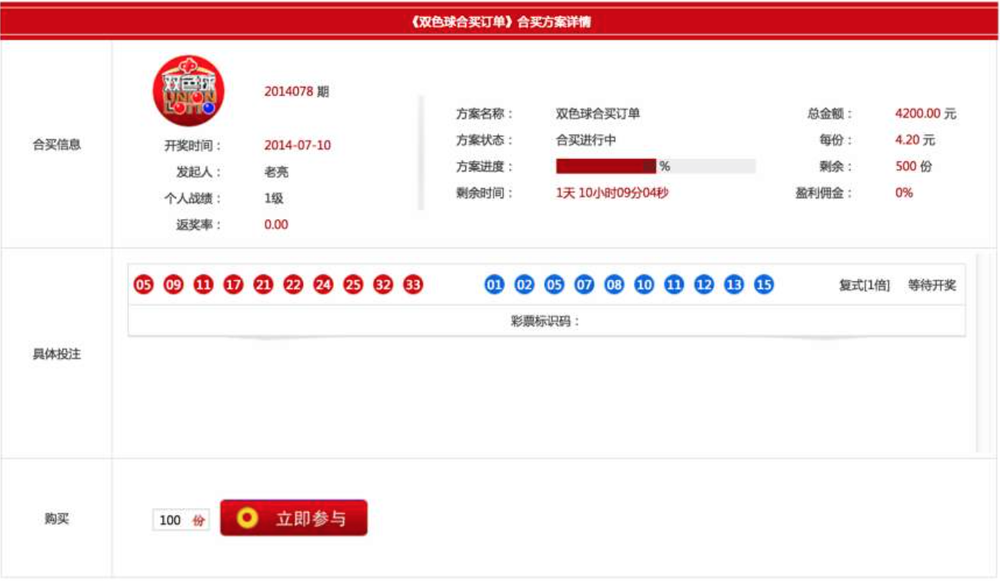 《双色球合买订单》合买方案详情
双色球
UNION
LOTTO
2014078 期
合买信息
开奖时间： 2014-07-10
发起人： 老亮
个人战绩： 1级
返奖率： 0.00
方案名称： 双色球合买订单
方案状态： 合买进行中
方案进度： %
剩余时间： 1天 10小时09分04秒
总金额： 4200.00 元
每份： 4.20 元
剩余： 500 份
盈利佣金： 0%
具体投注
05 09 11 17 21 22 24 25 32 33 01 02 05 07 08 10 11 12 13 15 复式[1倍] 等待开奖
彩票标识码：
购买
100 份 立即参与